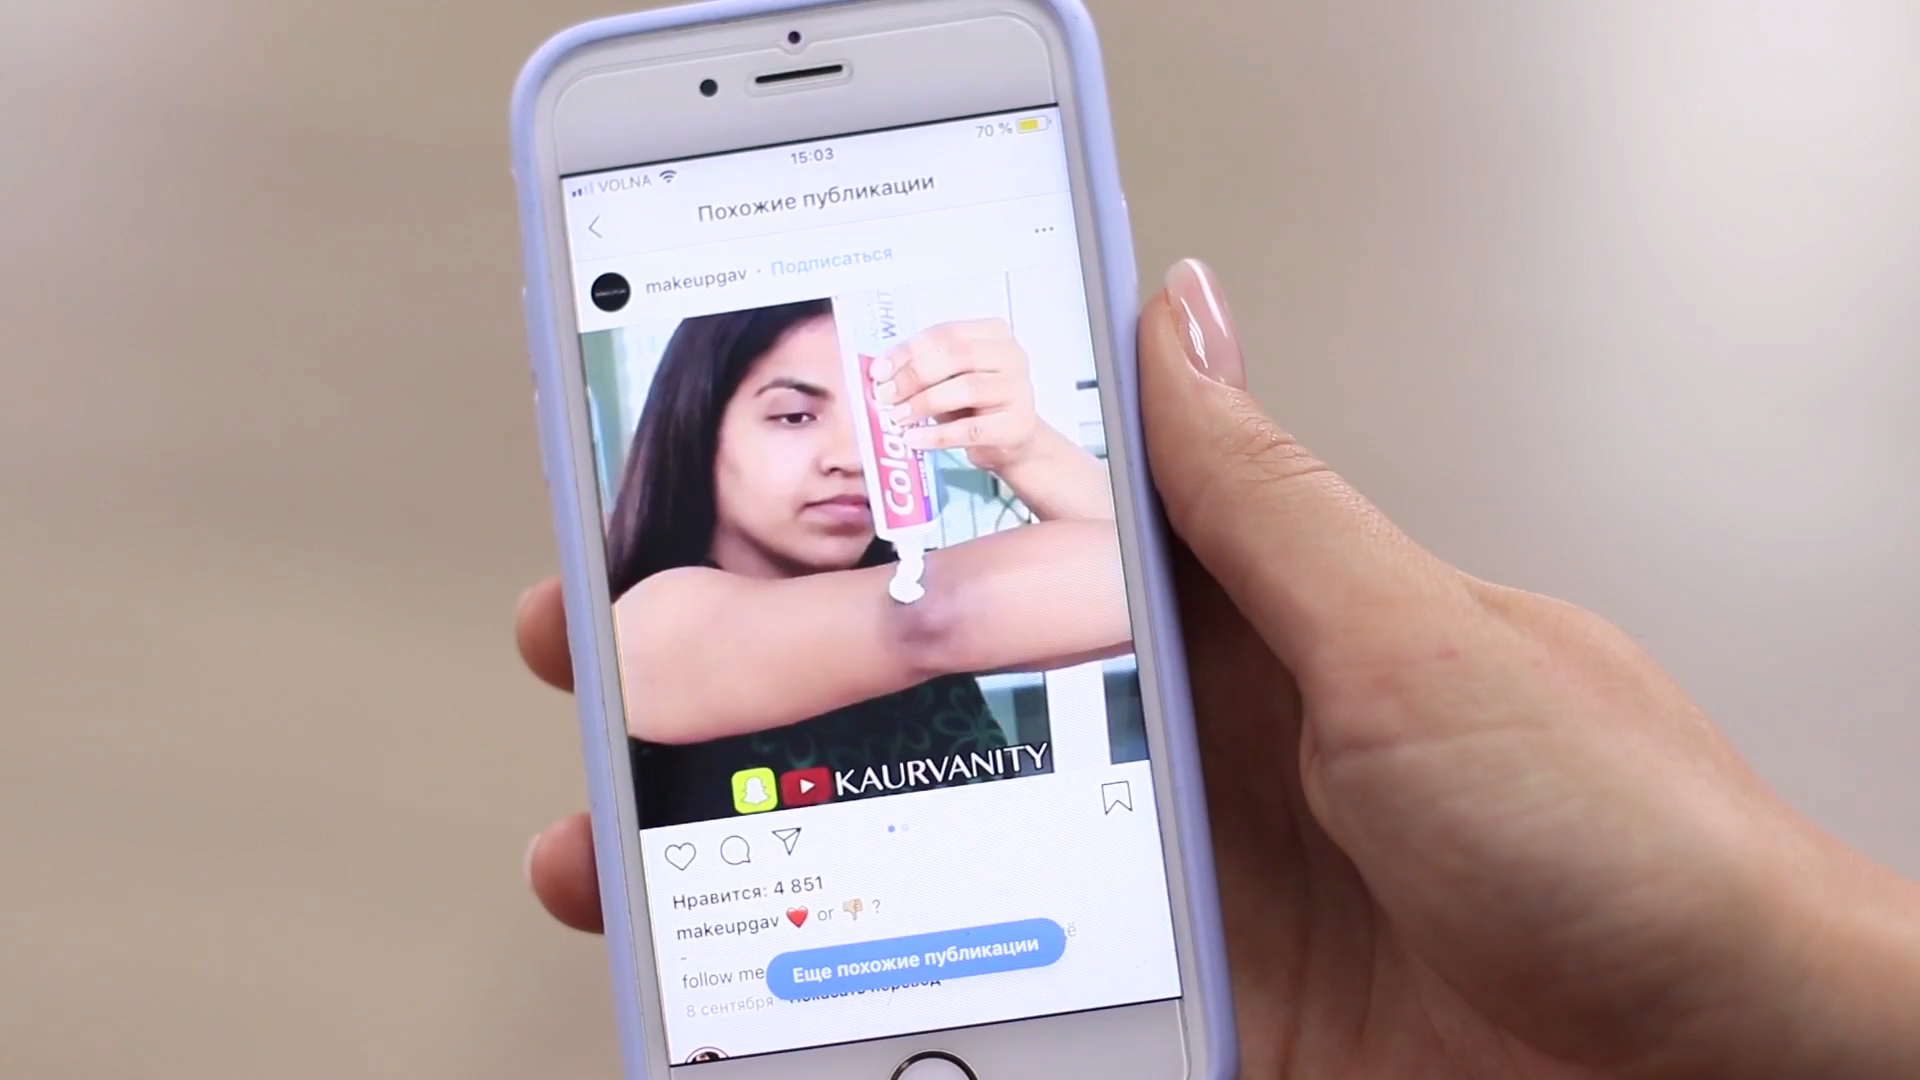 70 %
15:03
VOLNA
Похожие публикации
makeupgav • Подписаться
WHIT
Colg
KAURVANITY
Нравится: 4 851
makeupgav ❤️ or 👎🏼 ?
-
follow me
Еще похожие публикации
8 сентября